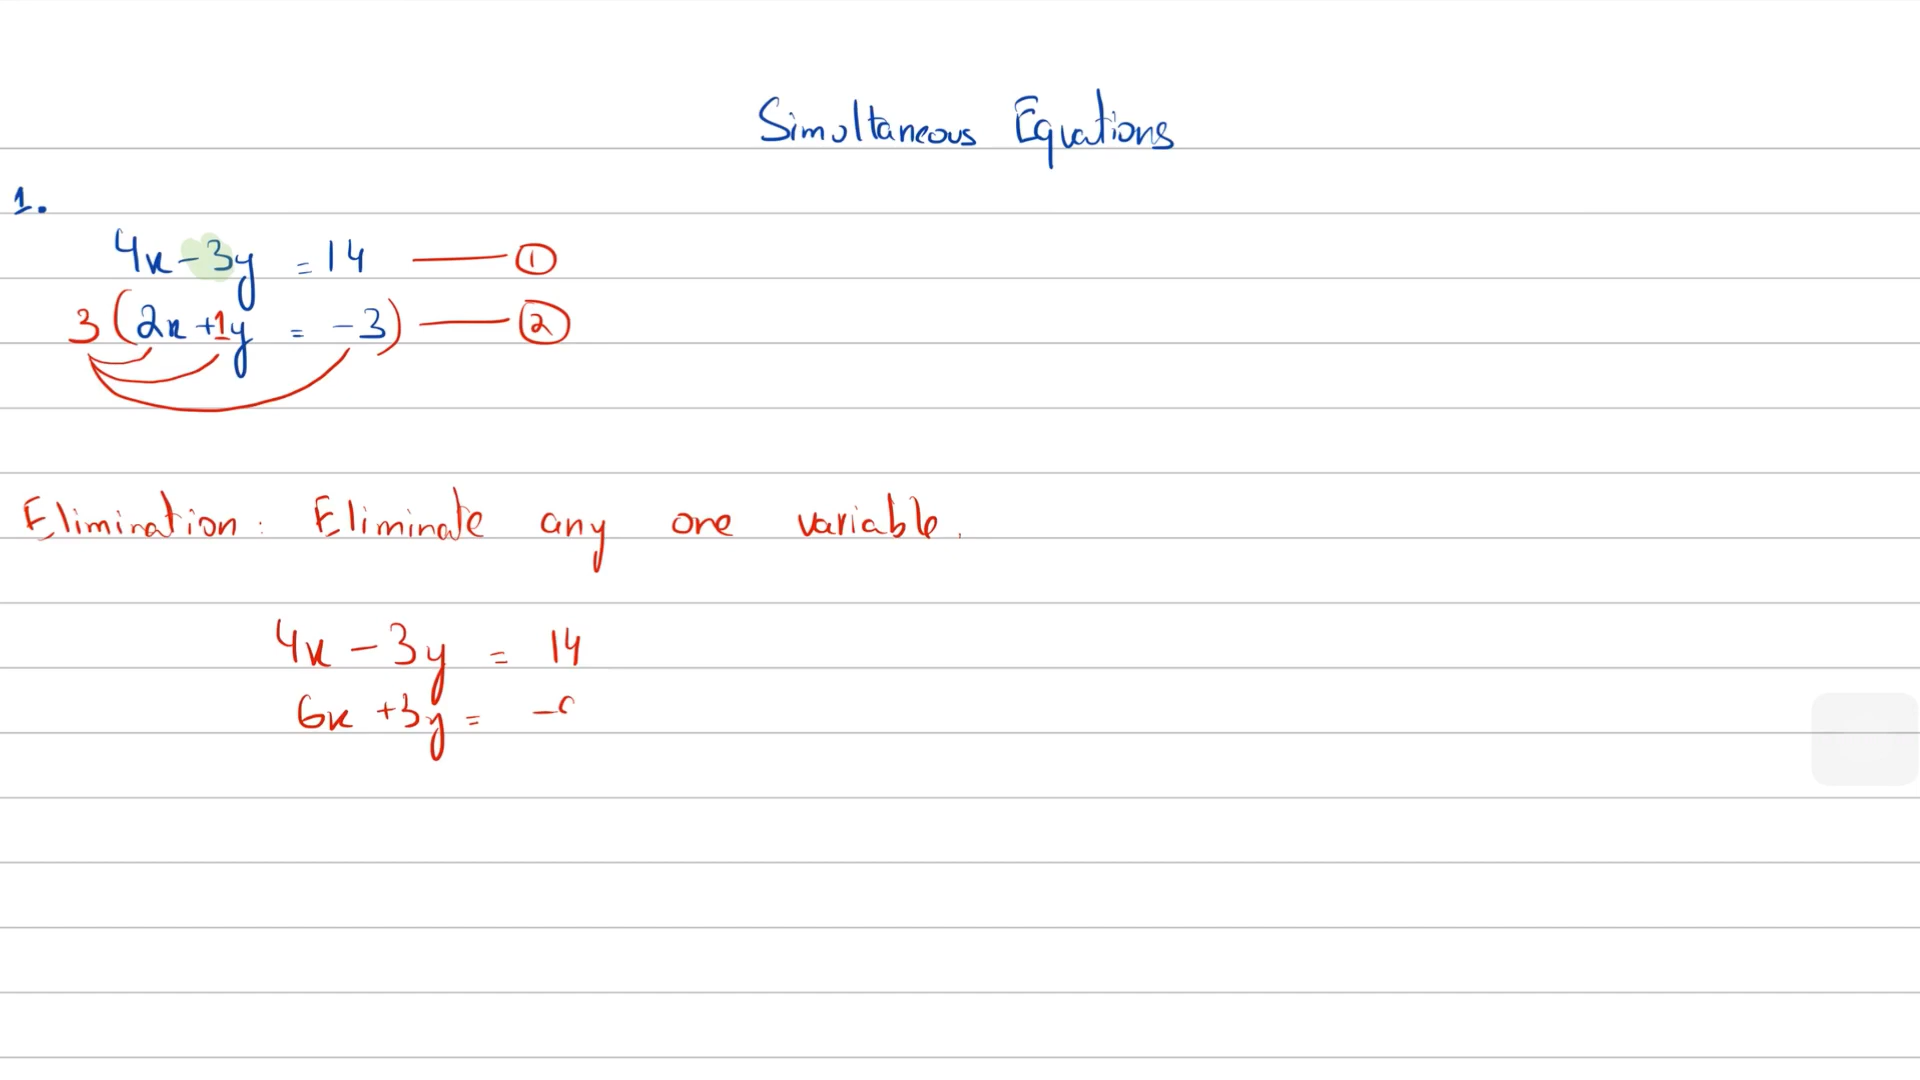 Simultaneous Equations
1.
4x - 3y = 14 —— ①
3 (2x + 1y = -3) —— ②
Elimination: Eliminate any one variable.
4x - 3y = 14
6x + 3y = -